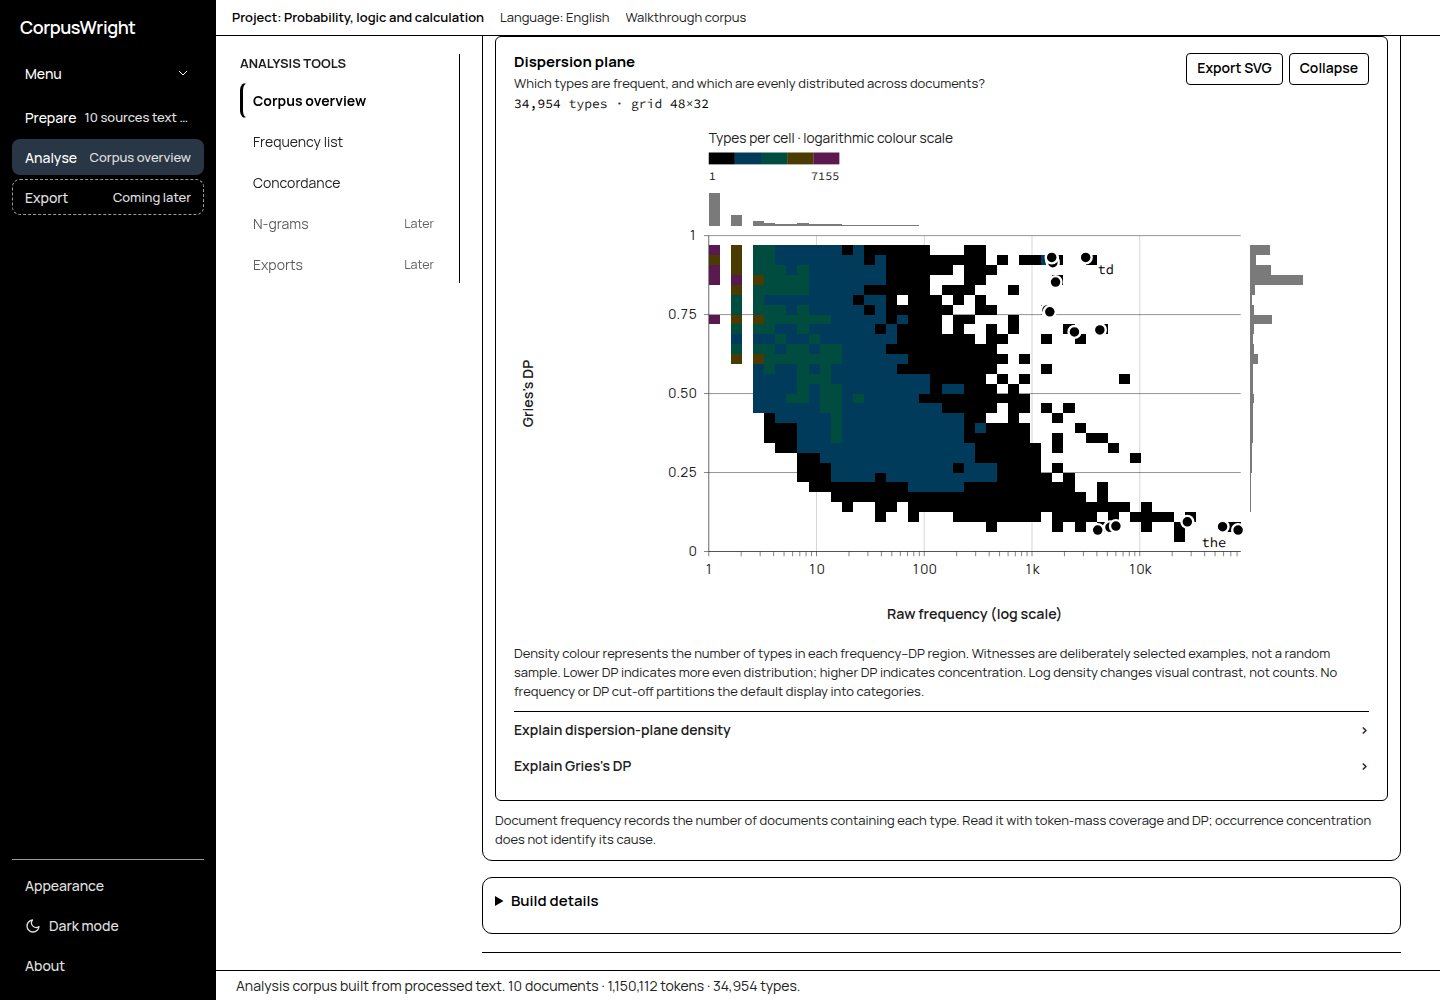 CorpusWright
Menu
Prepare 10 sources text ...
Analyse Corpus overview
Export Coming later
Appearance
Dark mode
About
Project: Probability, logic and calculation Language: English Walkthrough corpus
ANALYSIS TOOLS
Corpus overview
Frequency list
Concordance
N-grams Later
Exports Later
Dispersion plane
Which types are frequent, and which are evenly distributed across documents?
34,954 types · grid 48×32
Export SVG
Collapse
Types per cell · logarithmic colour scale
1 7155
1
0.75
0.50
0.25
0
Gries's DP
td
the
1 10 100 1k 10k
Raw frequency (log scale)
Density colour represents the number of types in each frequency–DP region. Witnesses are deliberately selected examples, not a random
sample. Lower DP indicates more even distribution; higher DP indicates concentration. Log density changes visual contrast, not counts. No
frequency or DP cut-off partitions the default display into categories.
Explain dispersion-plane density
Explain Gries's DP
Document frequency records the number of documents containing each type. Read it with token-mass coverage and DP; occurrence concentration
does not identify its cause.
Build details
Analysis corpus built from processed text. 10 documents · 1,150,112 tokens · 34,954 types.